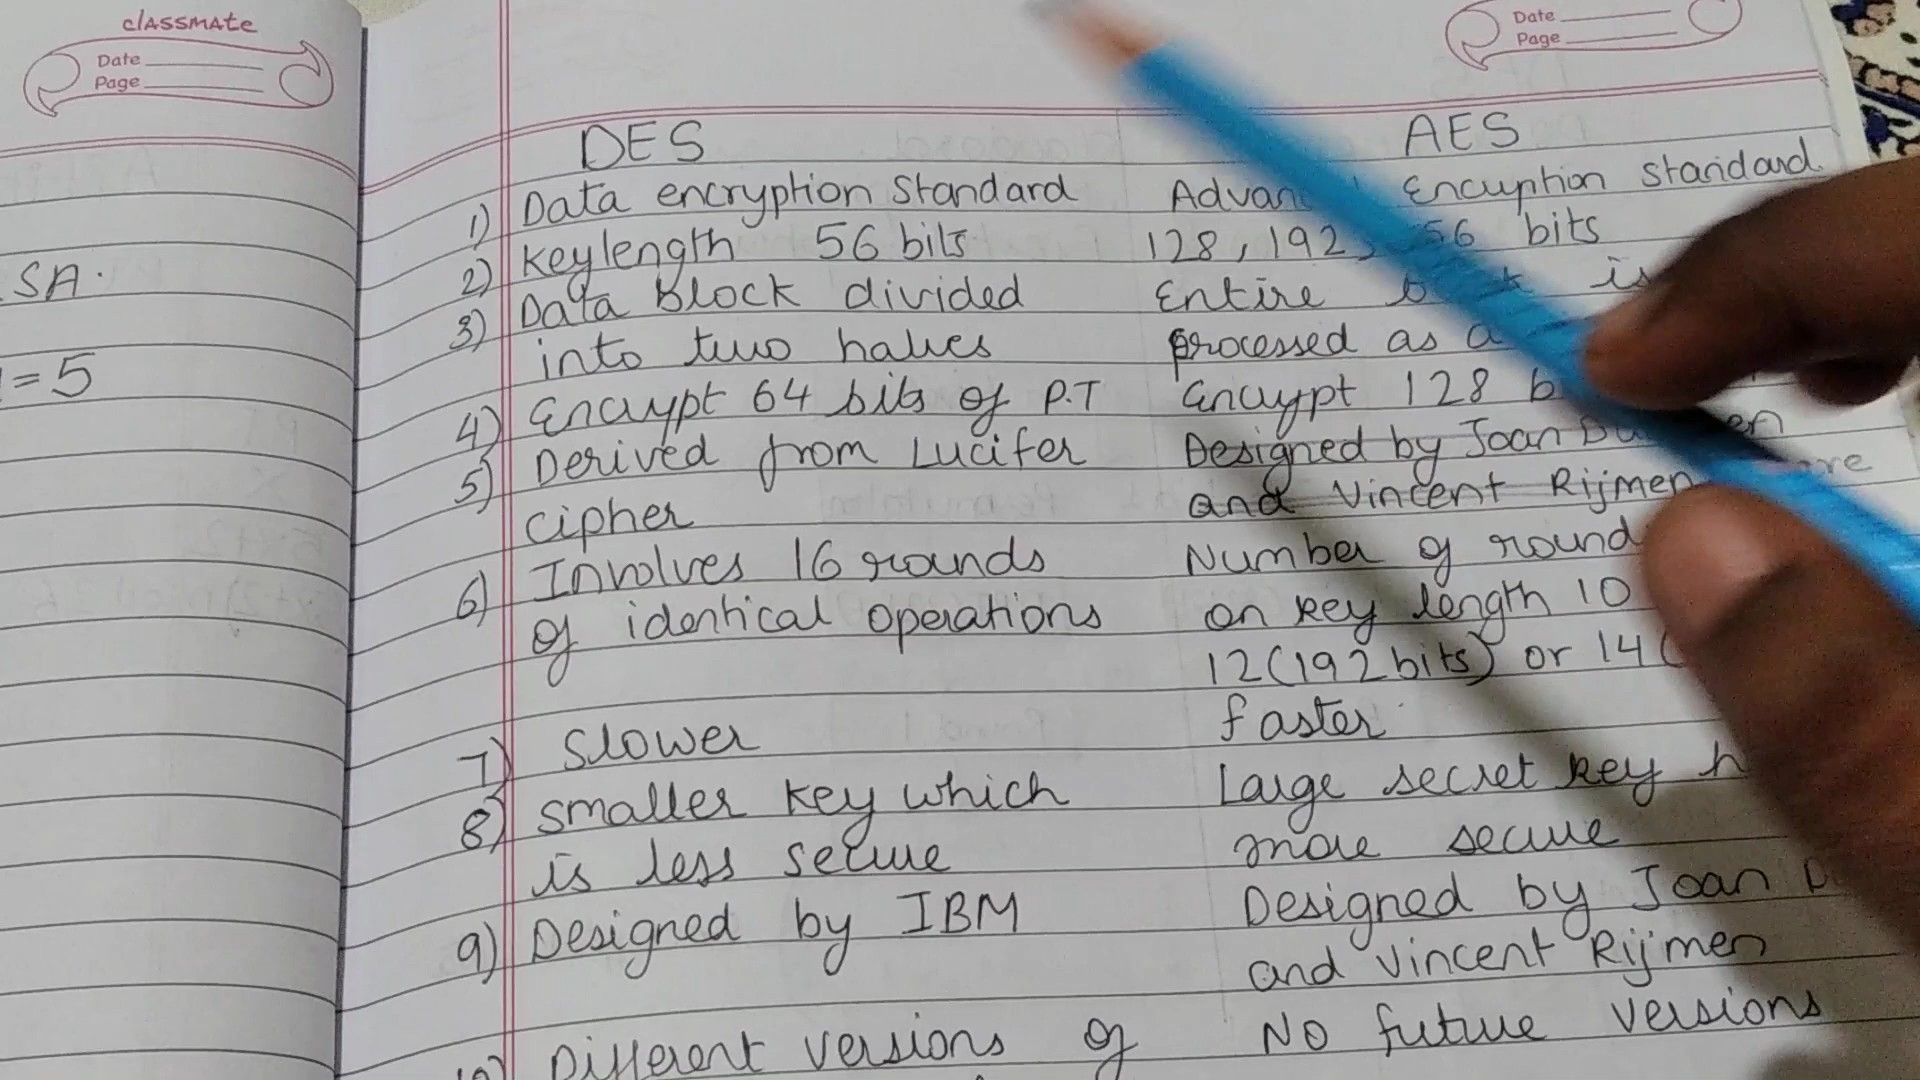 classmate
Date
Page
Date
Page
SA.
= 5
DES AES
1) Data encryption Standard Encuption standard
2) key length 56 bits 128, 192, bits
3) Data Block divided Entire is
into two halves processed as a
4) Encrypt 64 bits of P.T Encrypt 128
5) Derived from Lucifer Designed by Joan
cipher and Vincent Rijmen
6) Involves 16 rounds Number of round
of identical operations on key length 10
12(192 bits) or 14(
7) Slower faster
8) smaller key which Large secret key
is less secure more secure
9) Designed by IBM Designed by Joan
and Vincent Rijmen
10) Different versions of No future versions